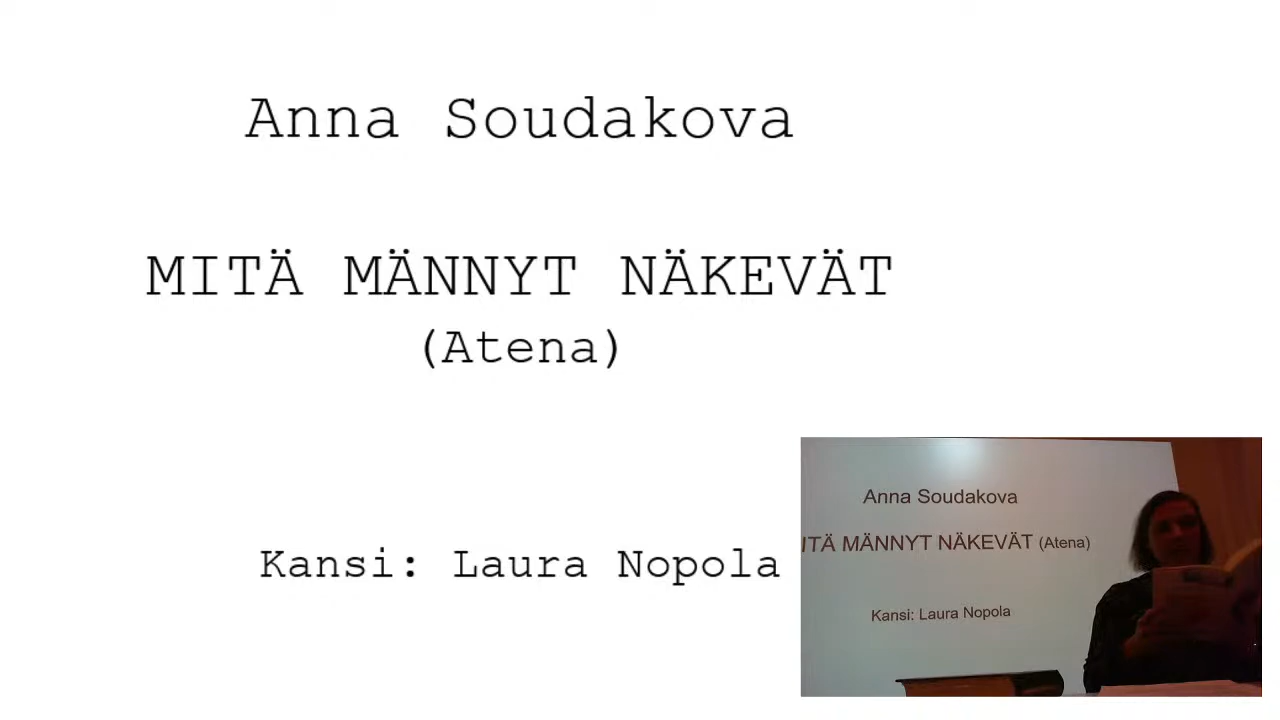 Anna Soudakova
MITÄ MÄNNYT NÄKEVÄT
(Atena)
Kansi: Laura Nopola
Anna Soudakova
ITÄ MÄNNYT NÄKEVÄT (Atena)
Kansi: Laura Nopola